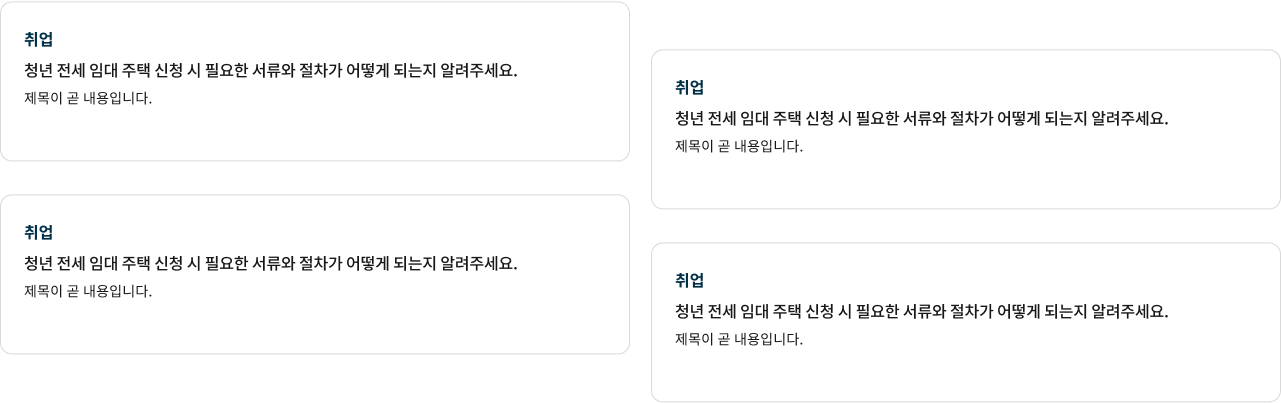 취업
청년 전세 임대 주택 신청 시 필요한 서류와 절차가 어떻게 되는지 알려주세요.
제목이 곧 내용입니다.
취업
청년 전세 임대 주택 신청 시 필요한 서류와 절차가 어떻게 되는지 알려주세요.
제목이 곧 내용입니다.
취업
청년 전세 임대 주택 신청 시 필요한 서류와 절차가 어떻게 되는지 알려주세요.
제목이 곧 내용입니다.
취업
청년 전세 임대 주택 신청 시 필요한 서류와 절차가 어떻게 되는지 알려주세요.
제목이 곧 내용입니다.